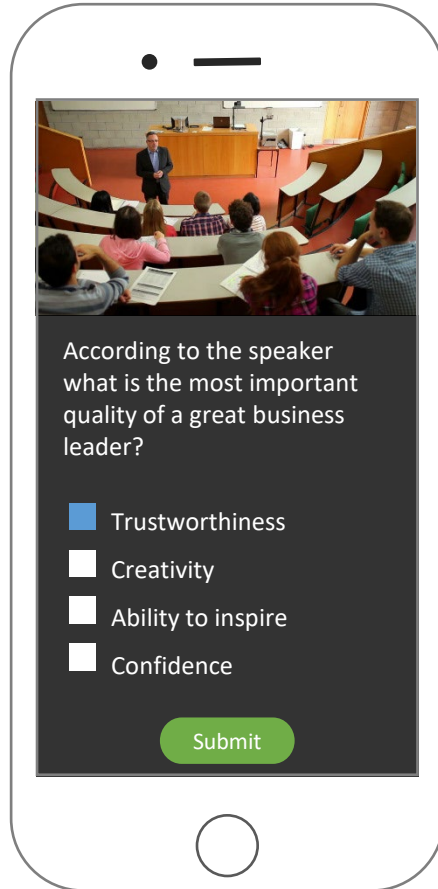 According to the speaker
what is the most important
quality of a great business
leader?
Trustworthiness
Creativity
Ability to inspire
Confidence
Submit